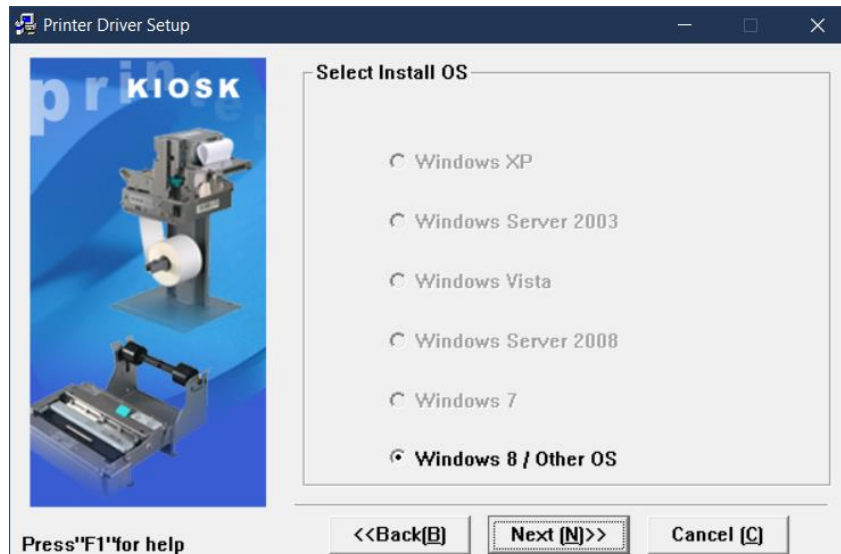 Printer Driver Setup
printe
KIOSK
Select Install OS
Windows XP
Windows Server 2003
Windows Vista
Windows Server 2008
Windows 7
Windows 8 / Other OS
Press"F1"for help
<<Back(B)
Next (N)>>
Cancel (C)